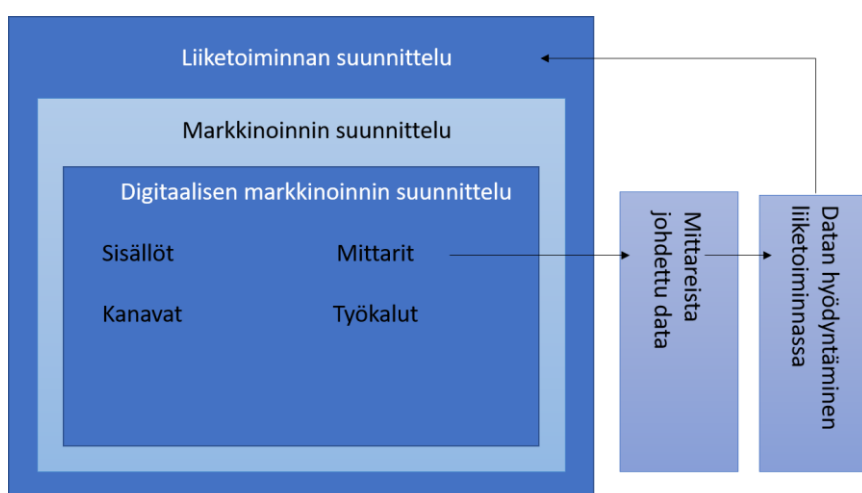 Liiketoiminnan suunnittelu
Markkinoinnin suunnittelu
Digitaalisen markkinoinnin suunnittelu
Sisällöt
Mittarit
Kanavat
Työkalut
Mittareista
johdettu data
Datan hyödyntäminen
liiketoiminnassa